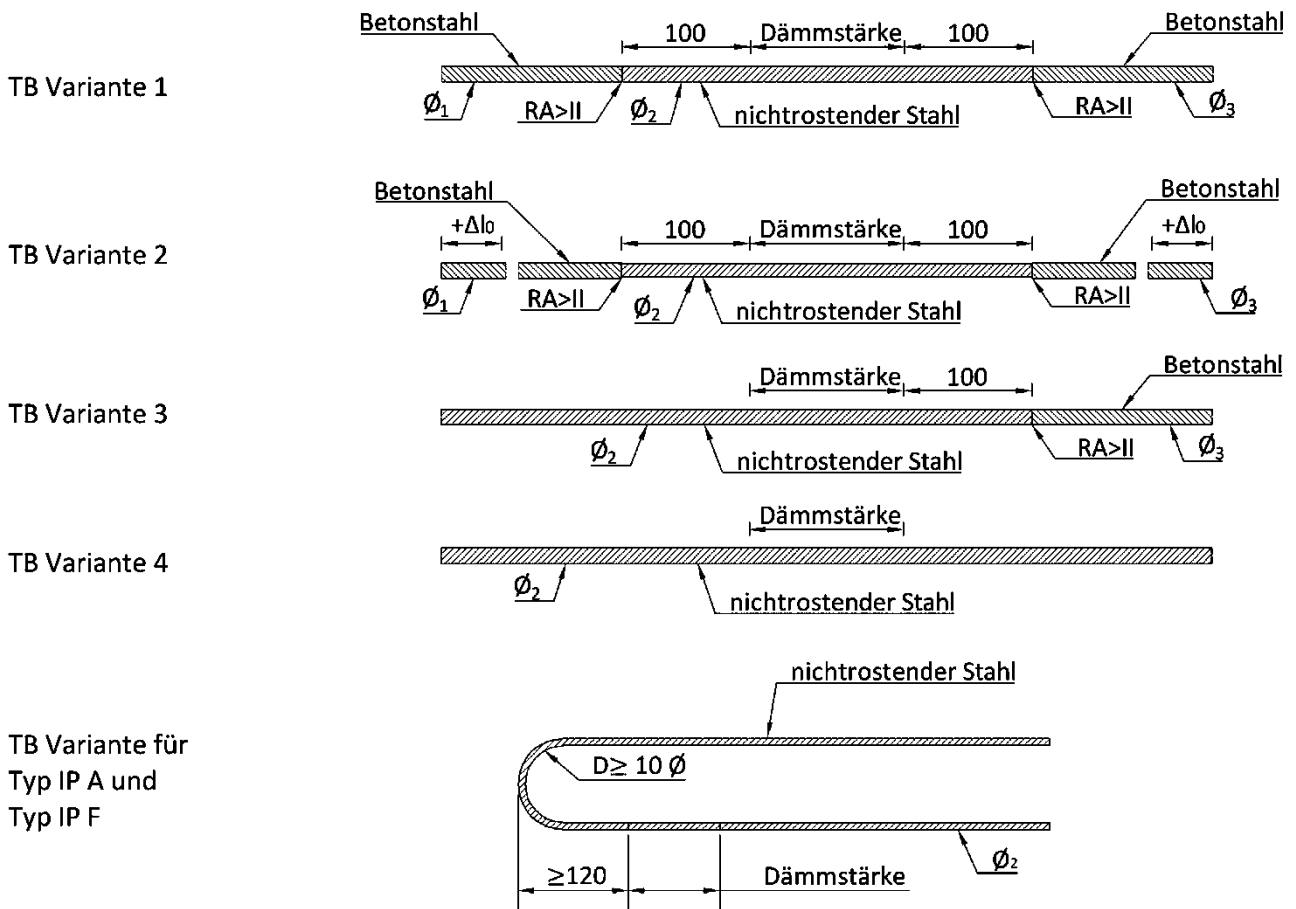 Betonstahl
Betonstahl
100 Dämmstärke 100
TB Variante 1
Ø1 RA>II Ø2 nichtrostender Stahl RA>II Ø3
Betonstahl
Betonstahl
+Δl0 100 Dämmstärke 100 +Δl0
TB Variante 2
Ø1 RA>II Ø2 nichtrostender Stahl RA>II Ø3
Betonstahl
Dämmstärke 100
TB Variante 3
Ø2 nichtrostender Stahl RA>II Ø3
Dämmstärke
TB Variante 4
Ø2 nichtrostender Stahl
nichtrostender Stahl
TB Variante für
Typ IP A und
Typ IP F
D≥ 10 Ø
Ø2
≥120 Dämmstärke